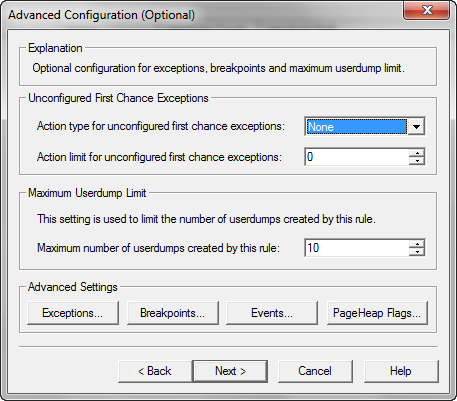 Advanced Configuration (Optional)
Explanation
Optional configuration for exceptions, breakpoints and maximum userdump limit.
Unconfigured First Chance Exceptions
Action type for unconfigured first chance exceptions: None
Action limit for unconfigured first chance exceptions: 0
Maximum Userdump Limit
This setting is used to limit the number of userdumps created by this rule.
Maximum number of userdumps created by this rule: 10
Advanced Settings
Exceptions... Breakpoints... Events... PageHeap Flags...
< Back Next > Cancel Help